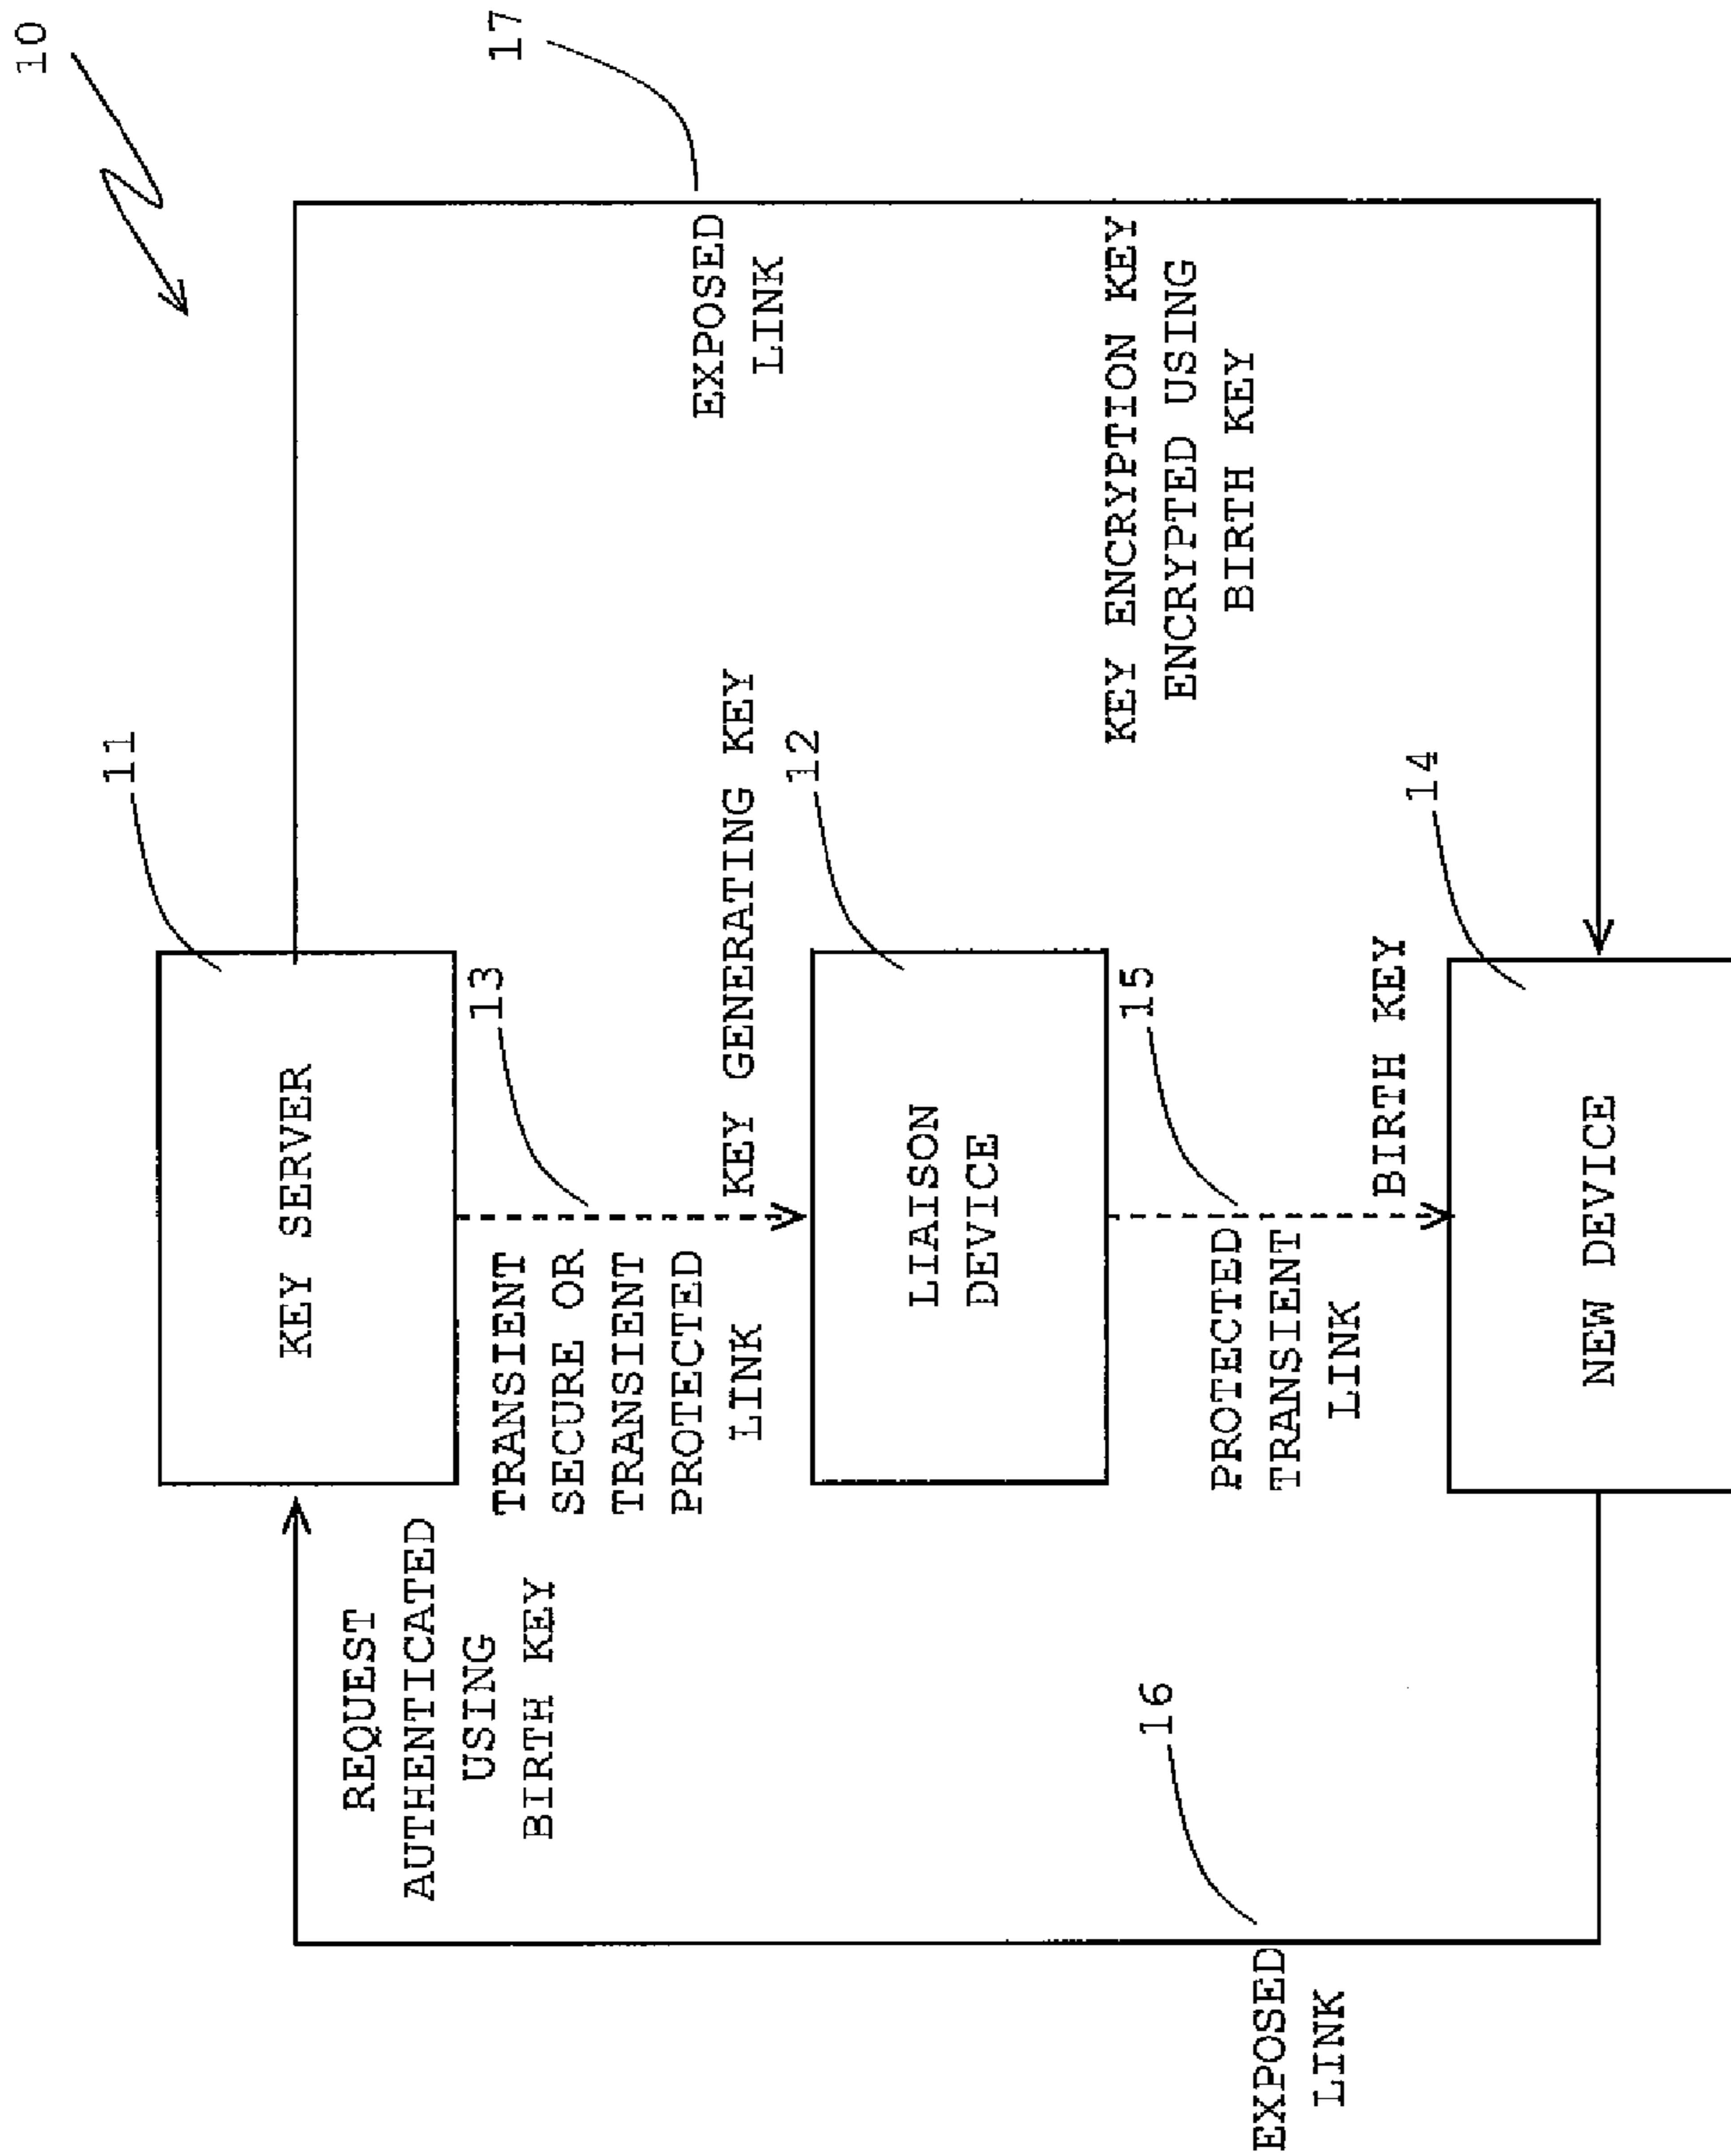 10
17
11
KEY SERVER
EXPOSED
LINK
REQUEST
AUTHENTICATED
USING
BIRTH KEY
13
TRANSIENT
SECURE OR
TRANSIENT
PROTECTED
LINK
KEY GENERATING KEY
12
LIAISON
DEVICE
KEY ENCRYPTION KEY
ENCRYPTED USING
BIRTH KEY
15
PROTECTED
TRANSIENT
LINK
BIRTH KEY
16
EXPOSED
LINK
14
NEW DEVICE